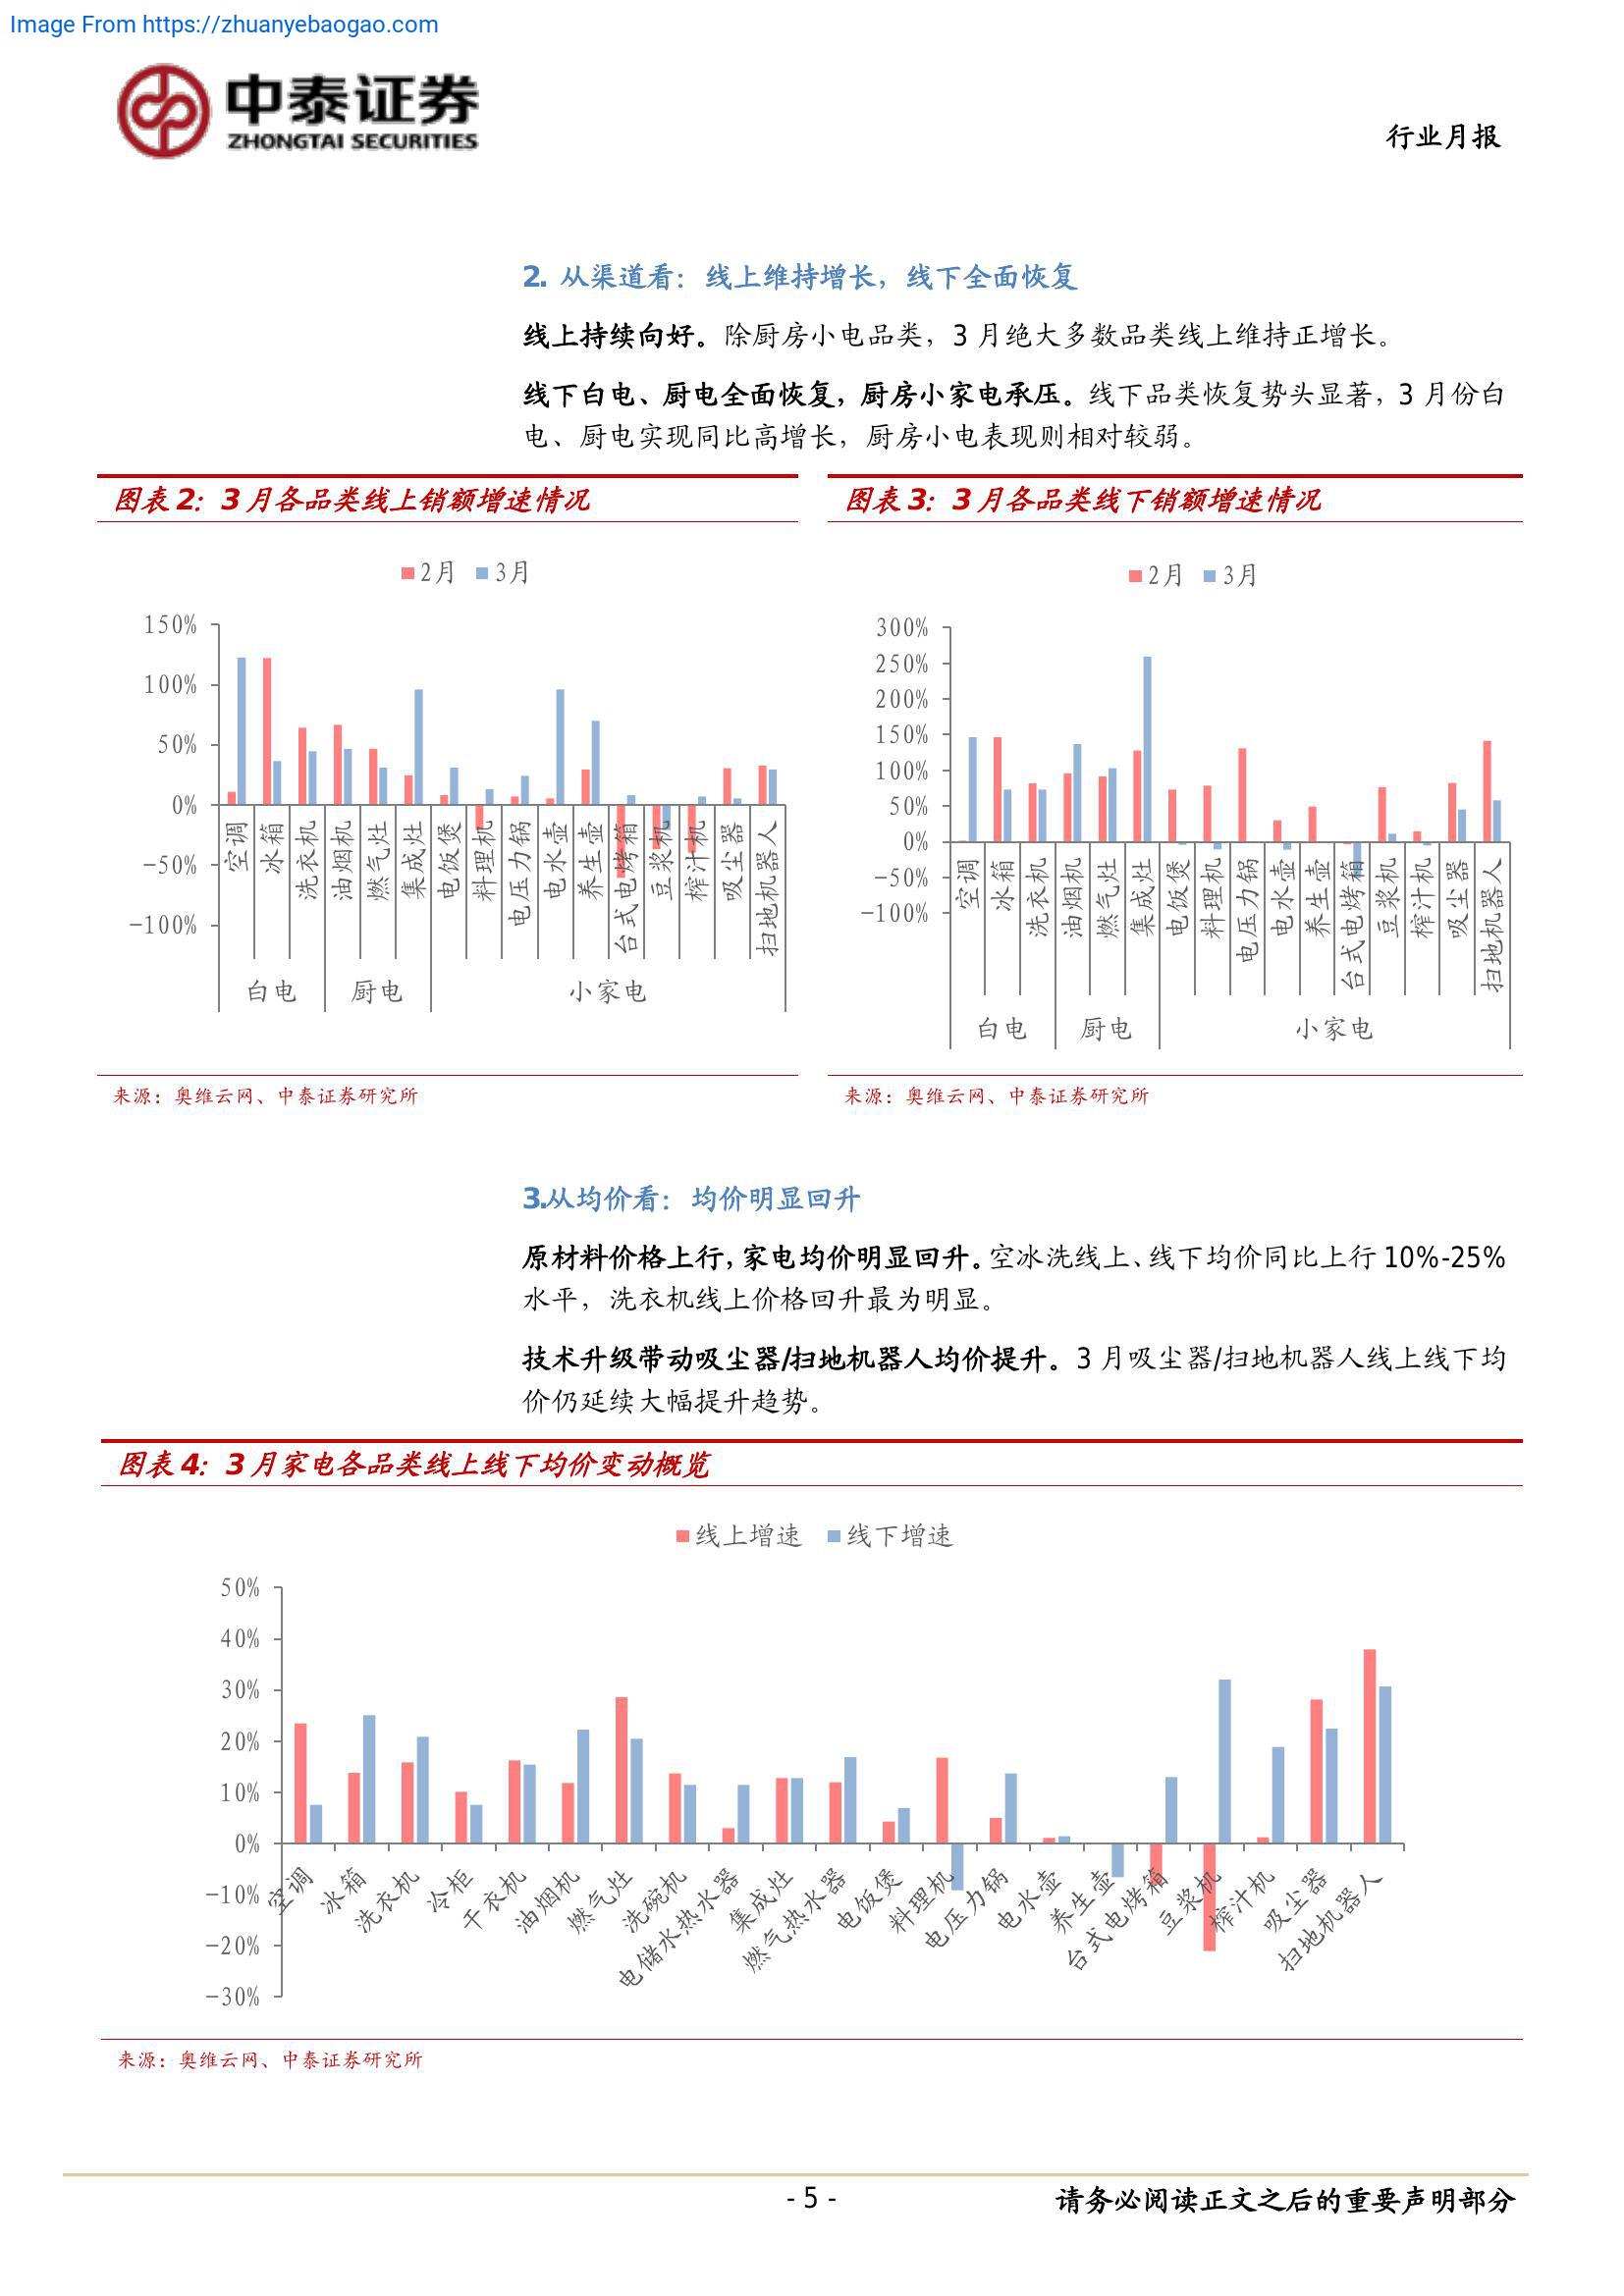 Image From https://zhuanyebaogao.com
中泰证券
ZHONGTAI SECURITIES
行业月报
2. 从渠道看：线上维持增长，线下全面恢复
线上持续向好。除厨房小电品类，3 月绝大多数品类线上维持正增长。
线下白电、厨电全面恢复，厨房小家电承压。线下品类恢复势头显著，3 月份白
电、厨电实现同比高增长，厨房小电表现则相对较弱。
图表 2：3 月各品类线上销额增速情况
2月 3月
150%
100%
50%
0%
-50%
-100%
空调 冰箱 洗衣机 油烟机 燃气灶 集成灶 电饭煲 料理机 电压力锅 电水壶 养生壶 台式电烤箱 豆浆机 榨汁机 吸尘器 扫地机器人
白电 厨电 小家电
来源：奥维云网、中泰证券研究所
图表 3：3 月各品类线下销额增速情况
2月 3月
300%
250%
200%
150%
100%
50%
0%
-50%
-100%
空调 冰箱 洗衣机 油烟机 燃气灶 集成灶 电饭煲 料理机 电压力锅 电水壶 养生壶 台式电烤箱 豆浆机 榨汁机 吸尘器 扫地机器人
白电 厨电 小家电
来源：奥维云网、中泰证券研究所
3.从均价看：均价明显回升
原材料价格上行，家电均价明显回升。空冰洗线上、线下均价同比上行 10%-25%
水平，洗衣机线上价格回升最为明显。
技术升级带动吸尘器/扫地机器人均价提升。3 月吸尘器/扫地机器人线上线下均
价仍延续大幅提升趋势。
图表 4：3 月家电各品类线上线下均价变动概览
线上增速 线下增速
50%
40%
30%
20%
10%
0%
-10%
-20%
-30%
空调 冰箱 洗衣机 冷柜 干衣机 油烟机 燃气灶 洗碗机 电储水热水器 集成灶 燃气热水器 电饭煲 料理机 电压力锅 电水壶 养生壶 台式电烤箱 豆浆机 榨汁机 吸尘器 扫地机器人
来源：奥维云网、中泰证券研究所
- 5 -
请务必阅读正文之后的重要声明部分